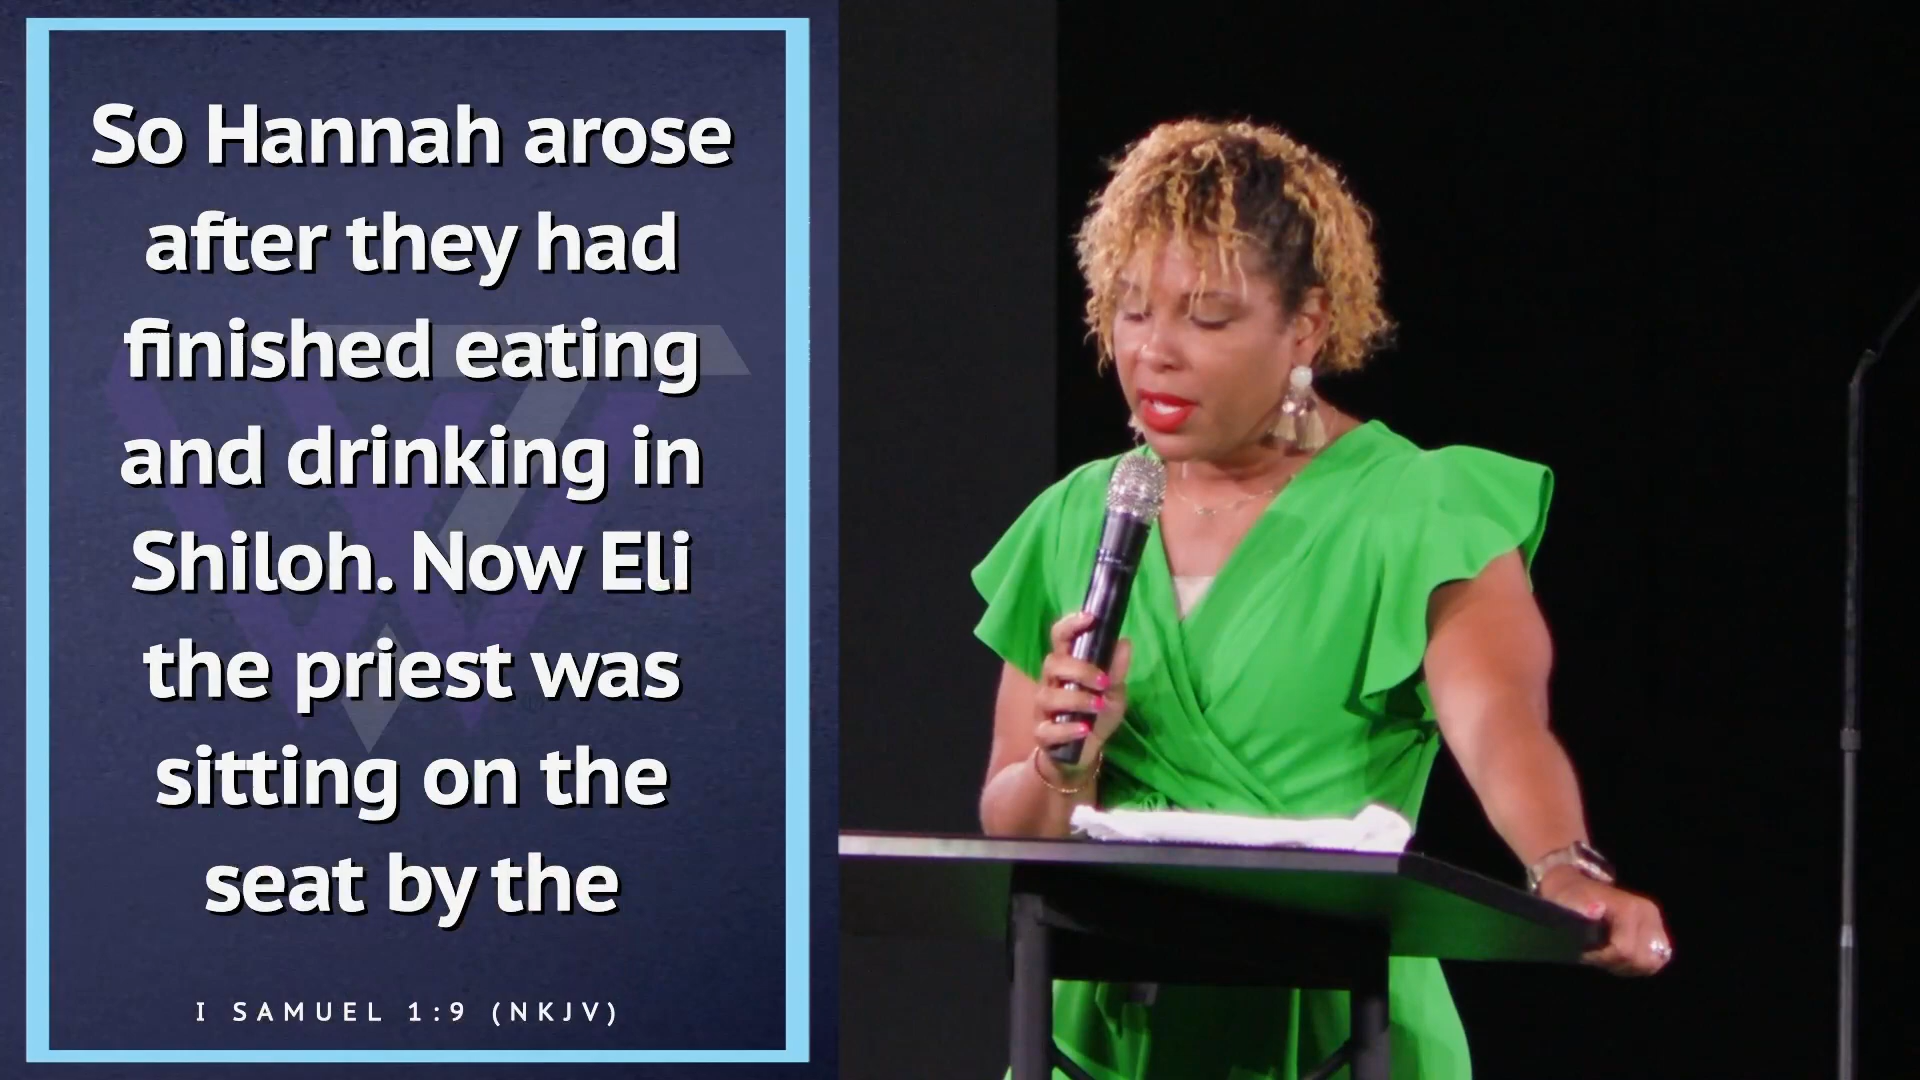 So Hannah arose
after they had
finished eating
and drinking in
Shiloh. Now Eli
the priest was
sitting on the
seat by the
I SAMUEL 1:9 (NKJV)